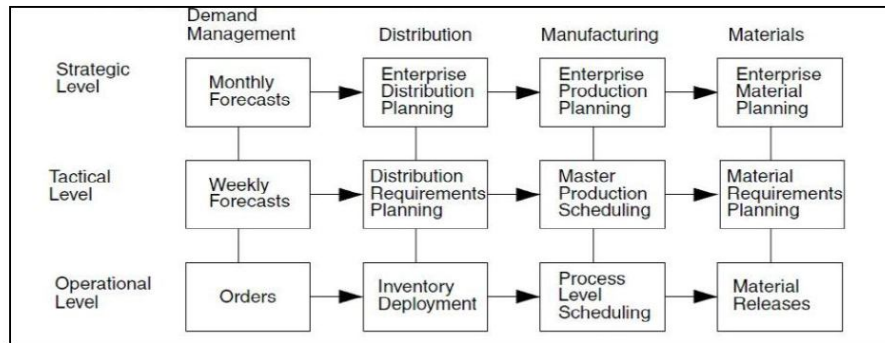 Demand
Management
Distribution
Manufacturing
Materials
Strategic
Level
Monthly
Forecasts
Enterprise
Distribution
Planning
Enterprise
Production
Planning
Enterprise
Material
Planning
Tactical
Level
Weekly
Forecasts
Distribution
Requirements
Planning
Master
Production
Scheduling
Material
Requirements
Planning
Operational
Level
Orders
Inventory
Deployment
Process
Level
Scheduling
Material
Releases